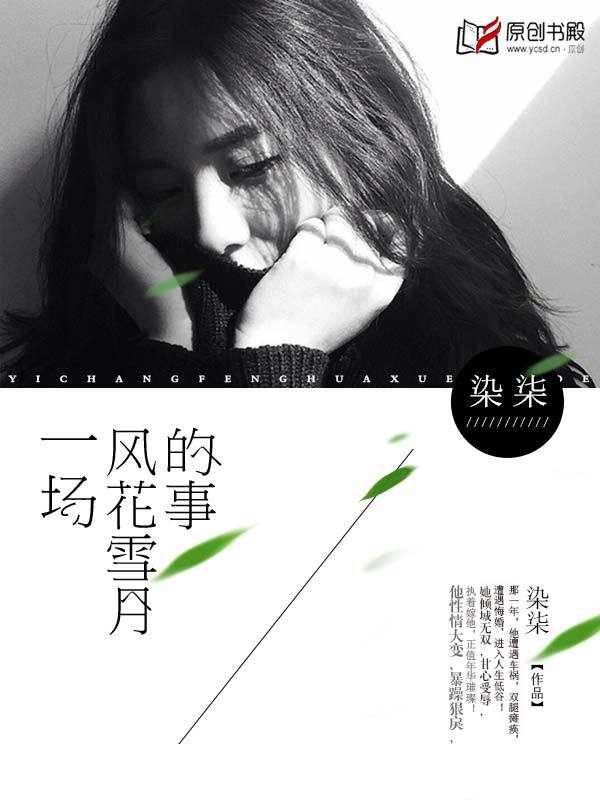 原创书殿
www.ycsd.cn·原创
YICHANGFENGHUAXUE
染柒
一场
风花雪月
的事
染柒
【作品】
那一年，他遭遇车祸，双腿瘫痪，
遭遇悔婚，进入人生低谷！
她倾城无双，甘心受辱，
执着嫁他，正值年华璀璨！
他性情大变，暴躁狠戾，